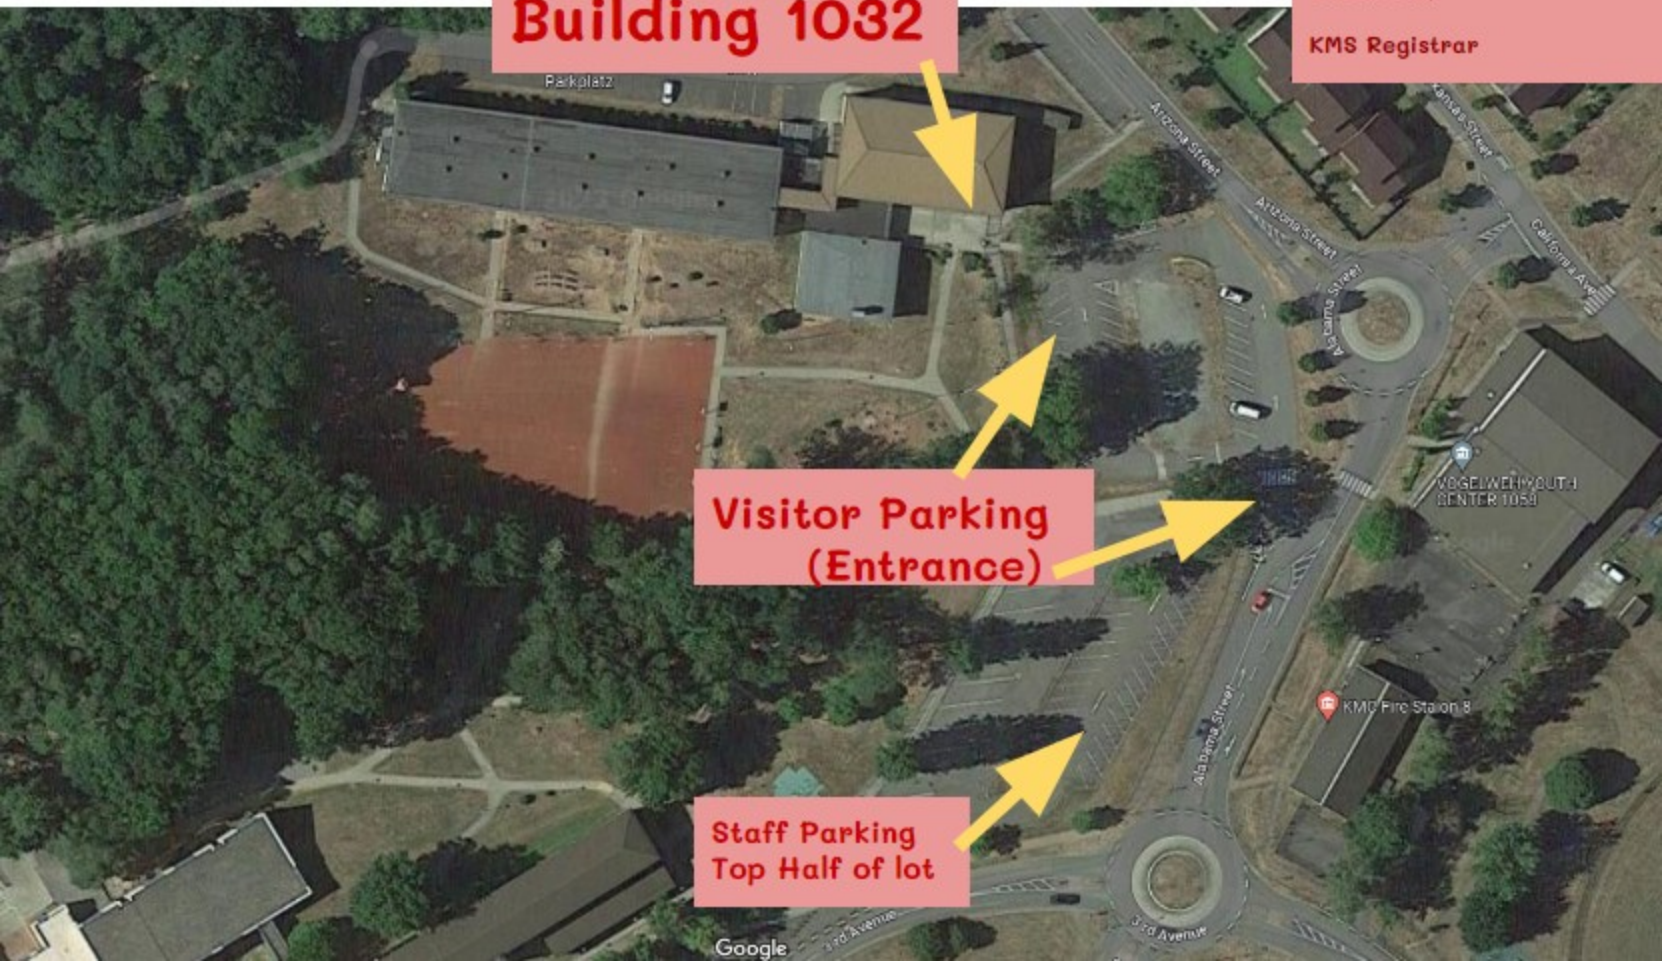 Building 1032
KMS Registrar
Parkplatz
Arizona Street
Kansas Street
Arizona Street
California Ave
Alabama Street
Visitor Parking
(Entrance)
VOGELWEH YOUTH
CENTER 1059
KMC Fire Station 8
Alabama Street
Staff Parking
Top Half of lot
3rd Avenue
3rd Avenue
Google